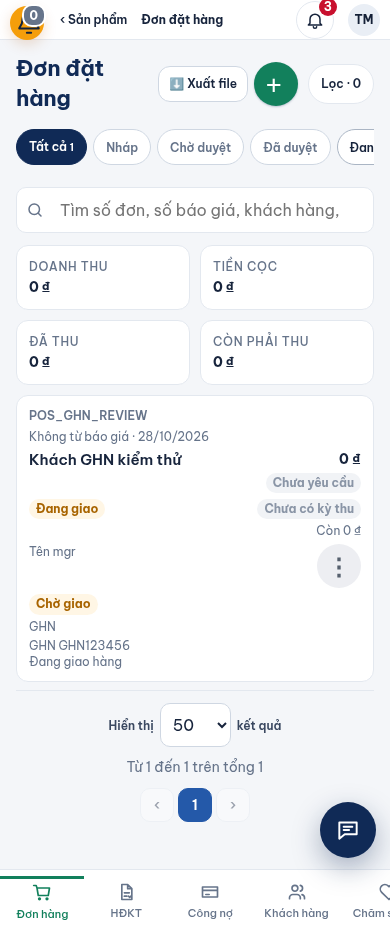 0
‹ Sản phẩm
Đơn đặt hàng
3
TM
Đơn đặt
hàng
Xuất file
+
Lọc · 0
Tất cả 1
Nháp
Chờ duyệt
Đã duyệt
Tìm số đơn, số báo giá, khách hàng,
DOANH THU
0 ₫
TIỀN CỌC
0 ₫
ĐÃ THU
0 ₫
CÒN PHẢI THU
0 ₫
POS_GHN_REVIEW
Không từ báo giá · 28/10/2026
Khách GHN kiểm thử
0 ₫
Chưa yêu cầu
Đang giao
Chưa có kỳ thu
Còn 0 ₫
Tên mgr
Chờ giao
GHN
GHN GHN123456
Đang giao hàng
Hiển thị
50
kết quả
Từ 1 đến 1 trên tổng 1
‹
1
›
Đơn hàng
HĐKT
Công nợ
Khách hàng
Chăm